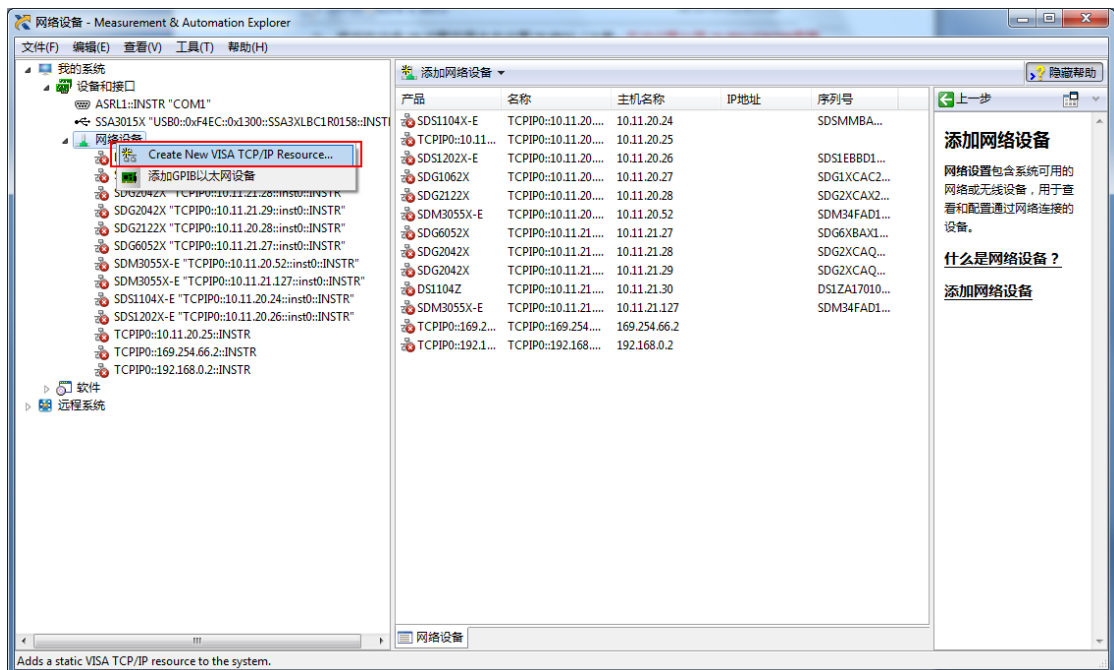 网络设备 - Measurement & Automation Explorer
文件(F) 编辑(E) 查看(V) 工具(T) 帮助(H)
我的系统
设备和接口
ASRL1::INSTR "COM1"
SSA3015X "USB0::0xF4EC::0x1300::SSA3XLBC1R0158::INSTI
网络设备
Create New VISA TCP/IP Resource...
添加GPIB以太网设备
SDG2042X "TCPIP0::10.11.21.28::inst0::INSTR"
SDG2042X "TCPIP0::10.11.21.29::inst0::INSTR"
SDG2122X "TCPIP0::10.11.20.28::inst0::INSTR"
SDG6052X "TCPIP0::10.11.21.27::inst0::INSTR"
SDM3055X-E "TCPIP0::10.11.20.52::inst0::INSTR"
SDM3055X-E "TCPIP0::10.11.21.127::inst0::INSTR"
SDS1104X-E "TCPIP0::10.11.20.24::inst0::INSTR"
SDS1202X-E "TCPIP0::10.11.20.26::inst0::INSTR"
TCPIP0::10.11.20.25::INSTR
TCPIP0::169.254.66.2::INSTR
TCPIP0::192.168.0.2::INSTR
软件
远程系统
添加网络设备
隐藏帮助
产品 名称 主机名称 IP地址 序列号
SDS1104X-E TCPIP0::10.11.20.... 10.11.20.24 SDSMMBA...
TCPIP0::10.11... TCPIP0::10.11.20.... 10.11.20.25
SDS1202X-E TCPIP0::10.11.20.... 10.11.20.26 SDS1EBBD1...
SDG1062X TCPIP0::10.11.20.... 10.11.20.27 SDG1XCAC2...
SDG2122X TCPIP0::10.11.20.... 10.11.20.28 SDG2XCAX2...
SDM3055X-E TCPIP0::10.11.20.... 10.11.20.52 SDM34FAD1...
SDG6052X TCPIP0::10.11.21.... 10.11.21.27 SDG6XBAX1...
SDG2042X TCPIP0::10.11.21.... 10.11.21.28 SDG2XCAQ...
SDG2042X TCPIP0::10.11.21.... 10.11.21.29 SDG2XCAQ...
DS1104Z TCPIP0::10.11.21.... 10.11.21.30 DS1ZA17010...
SDM3055X-E TCPIP0::10.11.21.... 10.11.21.127 SDM34FAD1...
TCPIP0::169.2... TCPIP0::169.254.... 169.254.66.2
TCPIP0::192.1... TCPIP0::192.168.... 192.168.0.2
上一步
添加网络设备
网络设置包含系统可用的
网络或无线设备，用于查
看和配置通过网络连接的
设备。
什么是网络设备？
添加网络设备
网络设备
Adds a static VISA TCP/IP resource to the system.